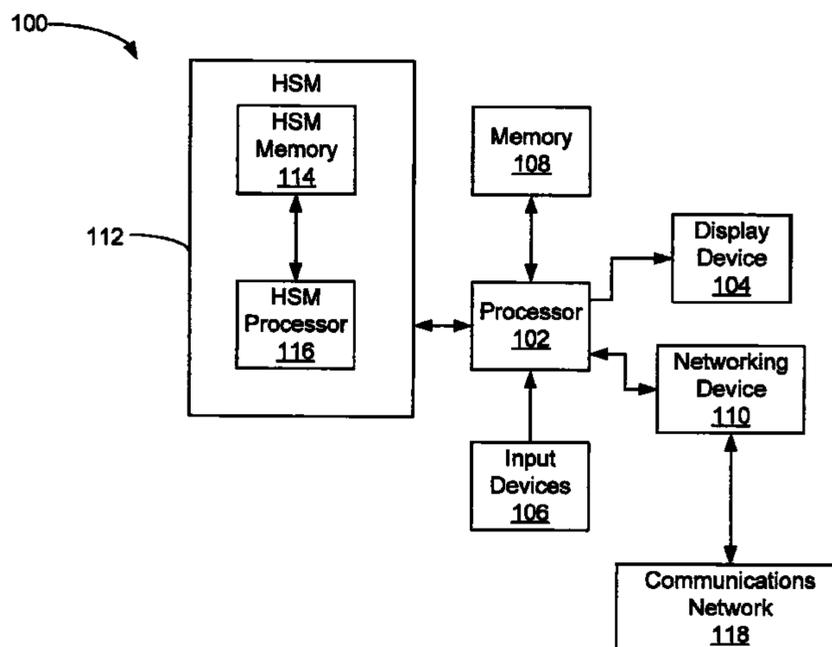 100
HSM
HSM
Memory
114
112
HSM
Processor
116
Memory
108
Processor
102
Input
Devices
106
Display
Device
104
Networking
Device
110
Communications
Network
118